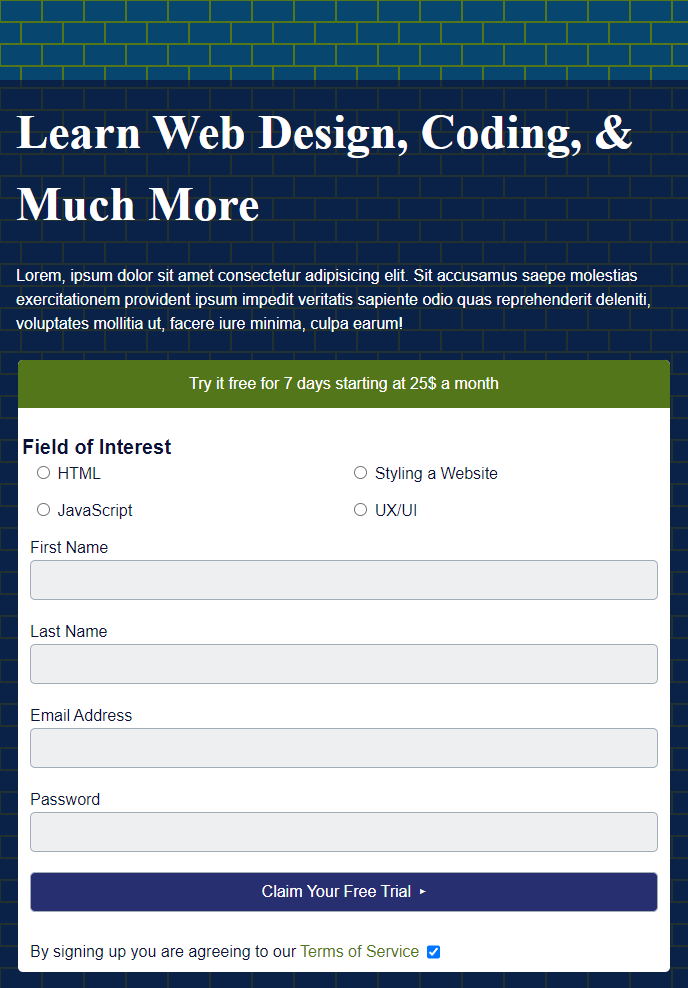 Learn Web Design, Coding, &
Much More
Lorem, ipsum dolor sit amet consectetur adipisicing elit. Sit accusamus saepe molestias
exercitationem provident ipsum impedit veritatis sapiente odio quas reprehenderit deleniti,
voluptates mollitia ut, facere iure minima, culpa earum!
Try it free for 7 days starting at 25$ a month
Field of Interest
HTML
Styling a Website
JavaScript
UX/UI
First Name
Last Name
Email Address
Password
Claim Your Free Trial ▸
By signing up you are agreeing to our Terms of Service